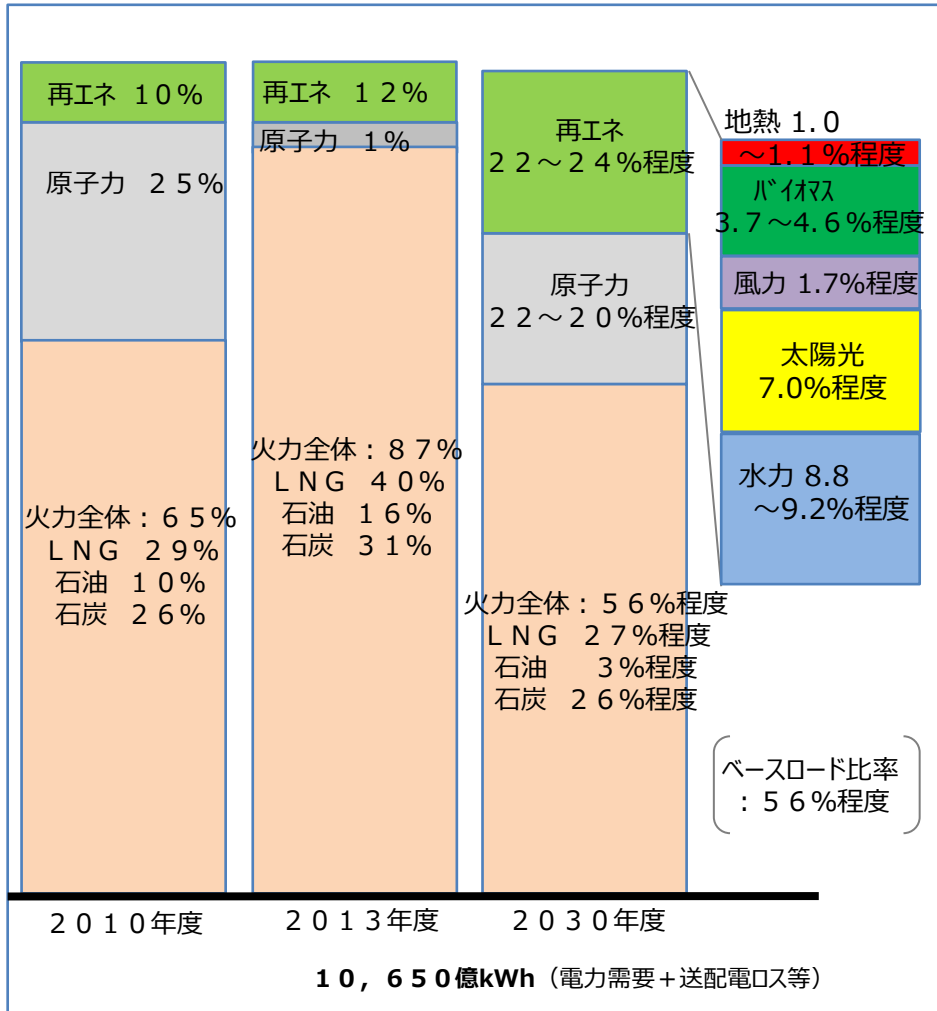 再エネ 10%
原子力 25%
火力全体：65%
LNG 29%
石油 10%
石炭 26%
再エネ 12%
原子力 1%
火力全体：87%
LNG 40%
石油 16%
石炭 31%
再エネ
22～24%程度
原子力
22～20%程度
火力全体：56%程度
LNG 27%程度
石油 3%程度
石炭 26%程度
地熱 1.0
～1.1%程度
バイオマス
3.7～4.6%程度
風力 1.7%程度
太陽光
7.0%程度
水力 8.8
～9.2%程度
ベースロード比率
：56%程度
2010年度
2013年度
2030年度
10,650億kWh（電力需要＋送配電ロス等）